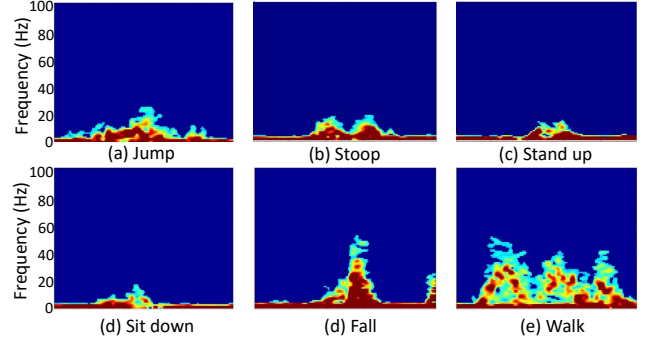 Frequency (Hz)
100
80
60
40
20
0
(a) Jump
(b) Stoop
(c) Stand up
Frequency (Hz)
100
80
60
40
20
0
(d) Sit down
(d) Fall
(e) Walk